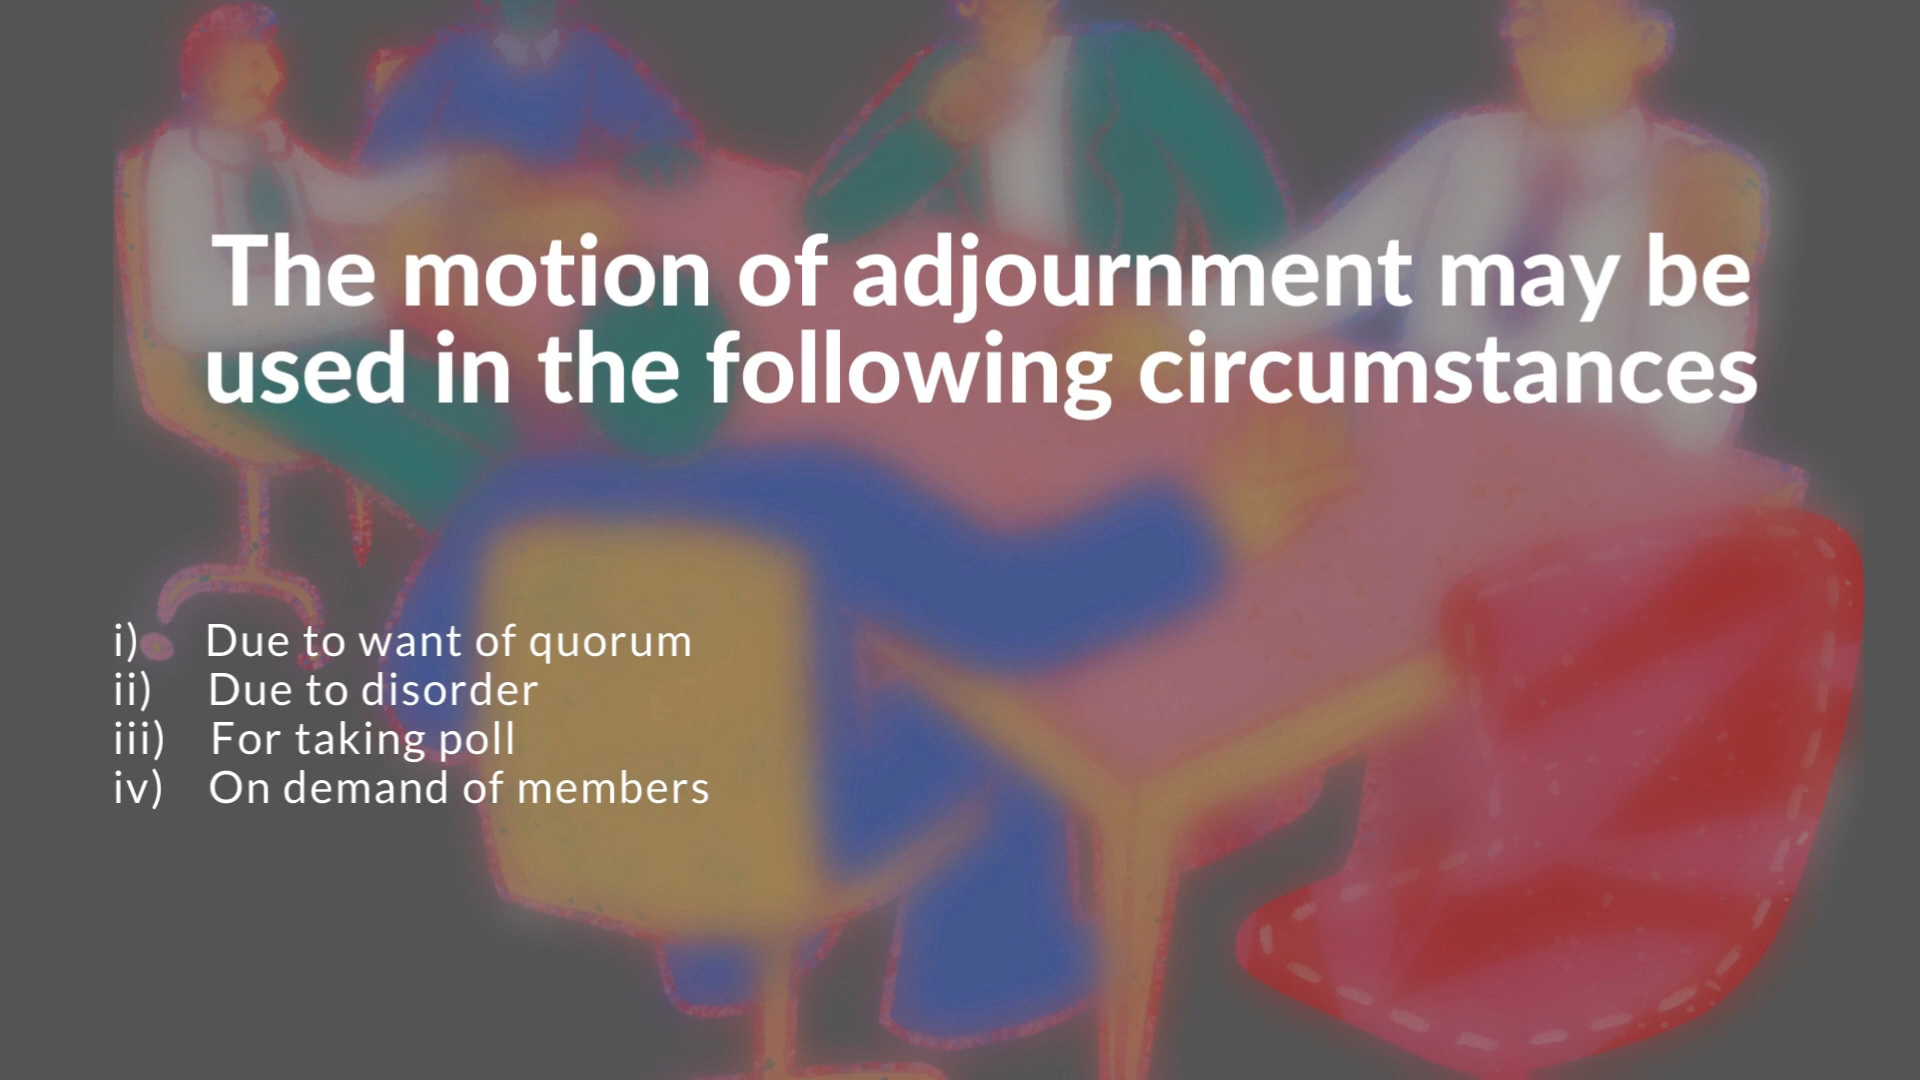 The motion of adjournment may be
used in the following circumstances
i) Due to want of quorum
ii) Due to disorder
iii) For taking poll
iv) On demand of members